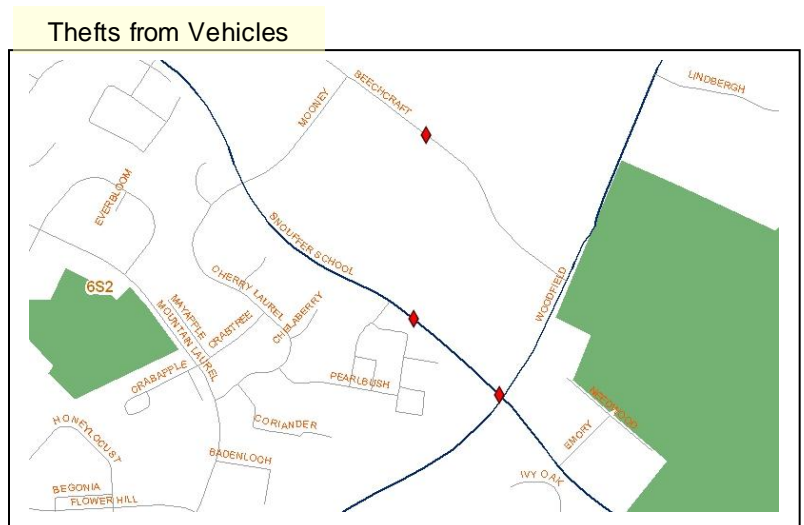 Thefts from Vehicles
LINDBERGH
BEECHCRAFT
MOONEY
EVERBLOOM
SNOUFFER SCHOOL
6S2
CHERRY LAUREL
WOODFIELD
MAYAPPLE
MOUNTAIN LAUREL
CRABTREE
CHELABERRY
CRABAPPLE
PEARLBUSH
NEEDWOOD
EMORY
HONEYLOCUST
CORIANDER
BADENLOCH
IVY OAK
BEGONIA
FLOWER HILL